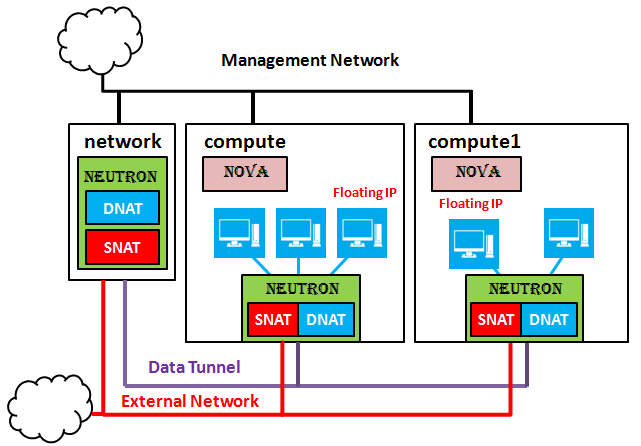 Management Network
network
NEUTRON
DNAT
SNAT
compute
NOVA
Floating IP
NEUTRON
SNAT
DNAT
compute1
NOVA
Floating IP
NEUTRON
SNAT
DNAT
Data Tunnel
External Network